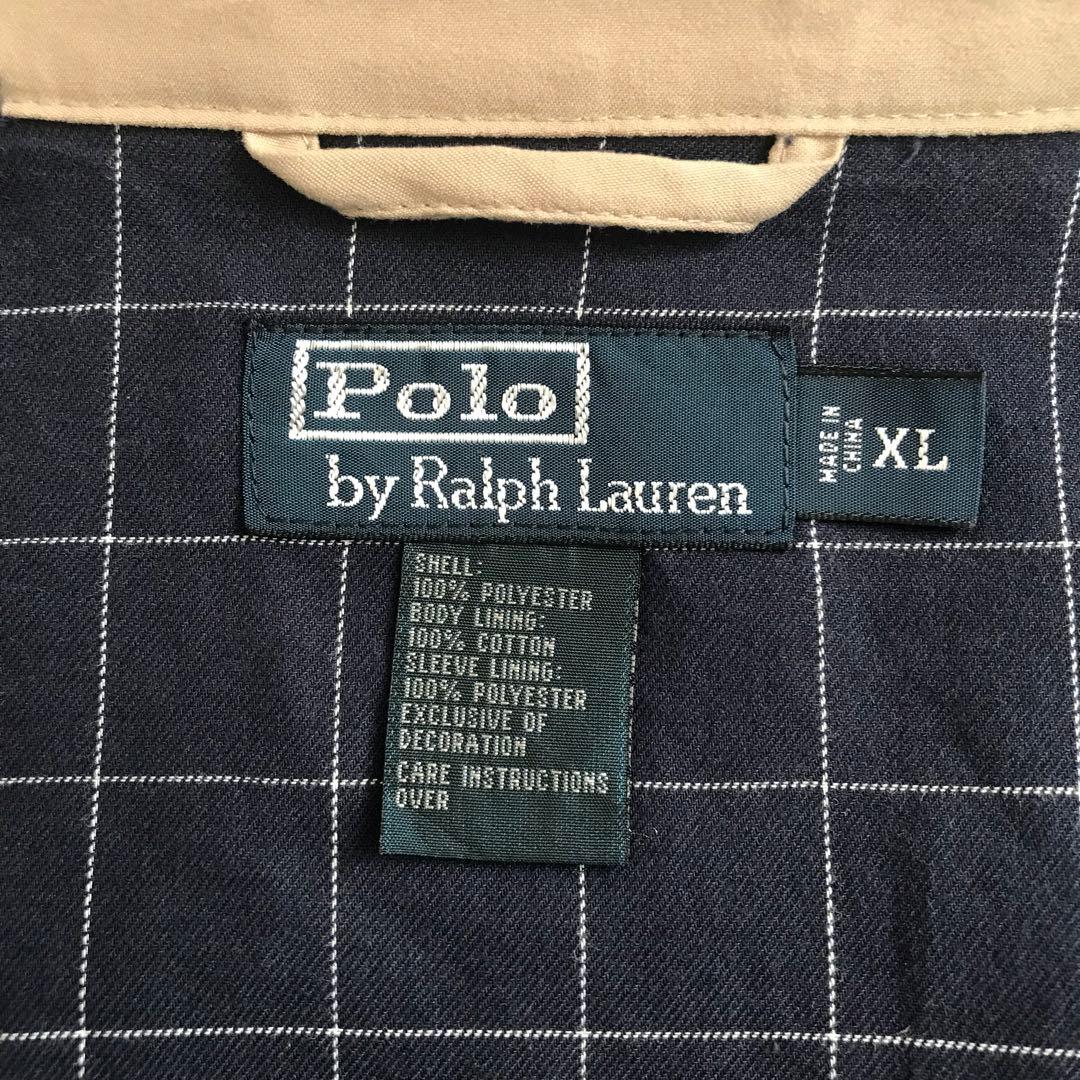 Polo
by Ralph Lauren
MADE IN
CHINA
XL
SHELL:
100% POLYESTER
BODY LINING:
100% COTTON
SLEEVE LINING:
100% POLYESTER
EXCLUSIVE OF
DECORATION
CARE INSTRUCTIONS
OVER